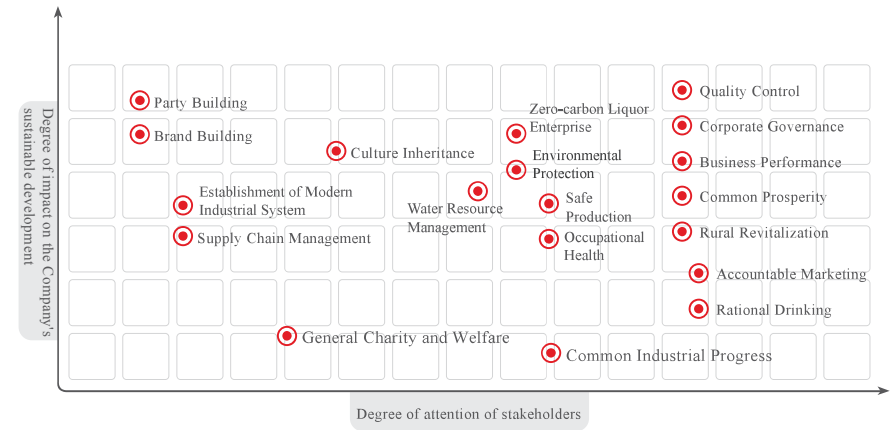 Degree of impact on the Company's
sustainable development
Party Building
Brand Building
Culture Inheritance
Establishment of Modern
Industrial System
Supply Chain Management
General Charity and Welfare
Zero-carbon Liquor
Enterprise
Environmental
Protection
Water Resource
Management
Safe
Production
Occupational
Health
Common Industrial Progress
Quality Control
Corporate Governance
Business Performance
Common Prosperity
Rural Revitalization
Accountable Marketing
Rational Drinking
Degree of attention of stakeholders